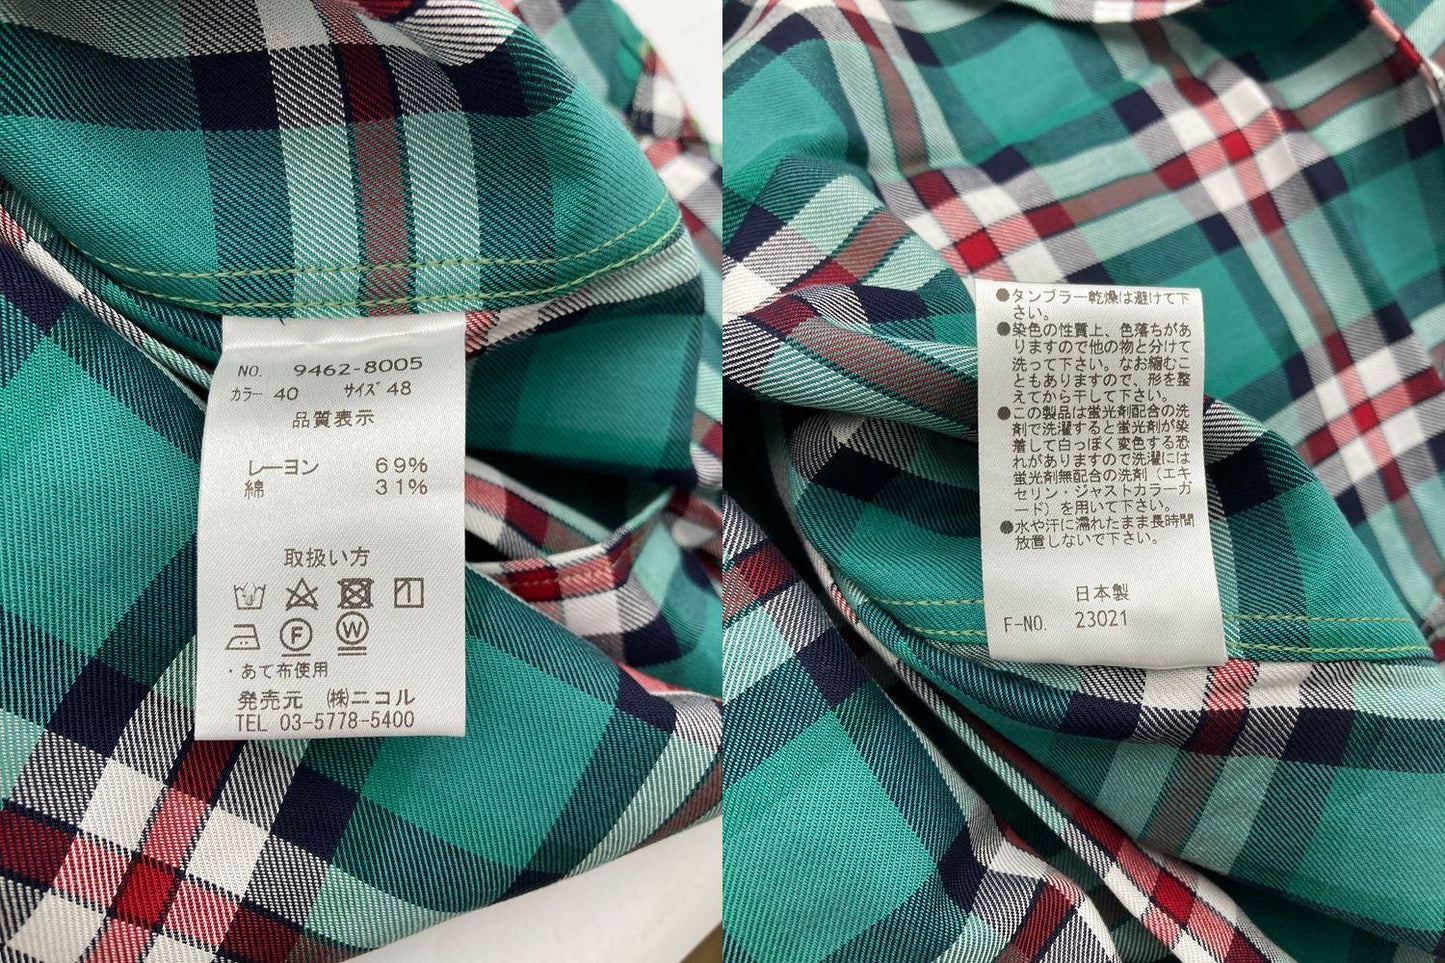 NO. 9462-8005
カラー 40 サイズ 48
品質表示
レーヨン 69%
綿 31%
取扱い方
F W
・あて布使用
発売元 ㈱ニコル
TEL 03-5778-5400
●タンブラー乾燥は避けて下
さい。
●染色の性質上、色落ちがあ
りますので他の物と分けて
洗って下さい。なお縮むこ
ともありますので、形を整
えてから干して下さい。
●この製品は蛍光剤配合の洗
剤で洗濯すると蛍光剤が染
着して白っぽく変色する恐
れがありますので洗濯には
蛍光剤無配合の洗剤（エキ
セリン・ジャストカラーガ
ード）を用いて下さい。
●水や汗に濡れたまま長時間
放置しないで下さい。
日本製
F-NO. 23021